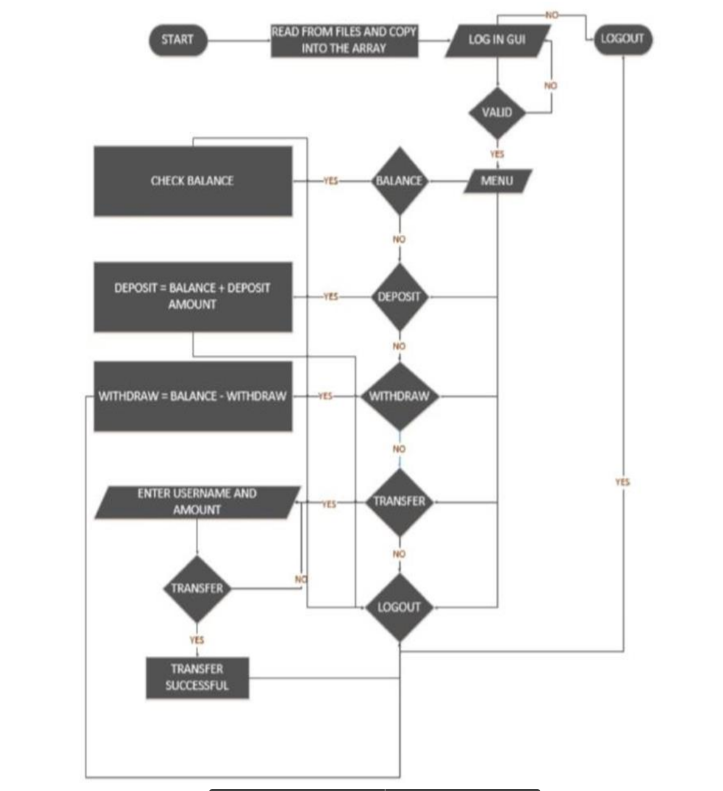 NO
START
READ FROM FILES AND COPY
INTO THE ARRAY
LOG IN GUI
LOGOUT
NO
VALID
YES
CHECK BALANCE
YES
BALANCE
MENU
NO
DEPOSIT = BALANCE + DEPOSIT
AMOUNT
YES
DEPOSIT
NO
WITHDRAW = BALANCE - WITHDRAW
YES
WITHDRAW
NO
YES
ENTER USERNAME AND
AMOUNT
YES
TRANSFER
NO
TRANSFER
NO
LOGOUT
YES
TRANSFER
SUCCESSFUL